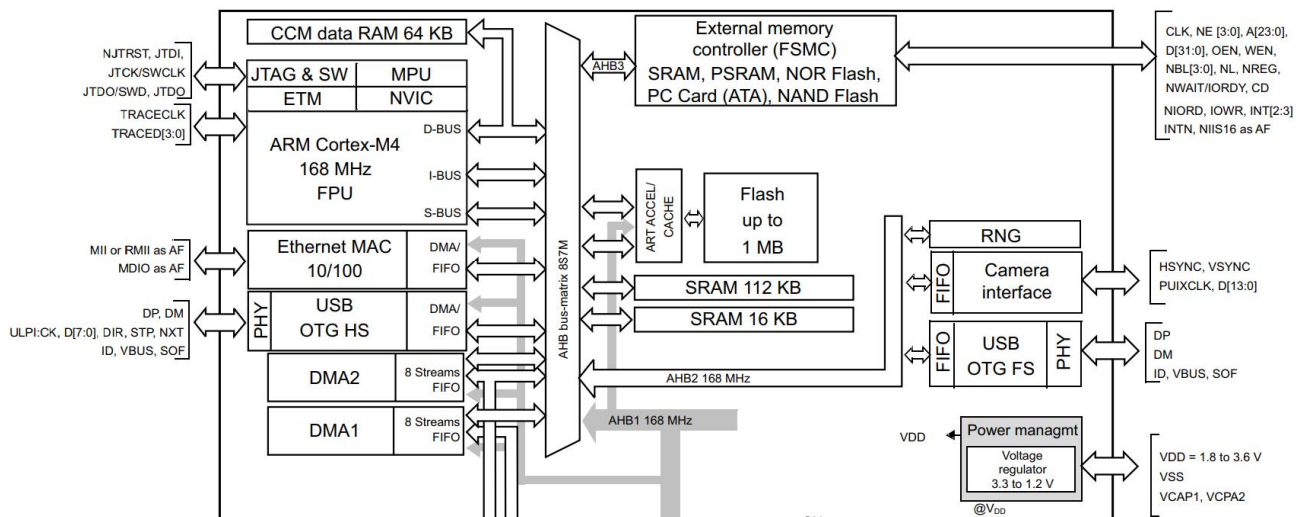 CCM data RAM 64 KB
NJTRST, JTDI,
JTCK/SWCLK
JTDO/SWD, JTDO
TRACECLK
TRACED[3:0]
JTAG & SW
MPU
ETM
NVIC
ARM Cortex-M4
168 MHz
FPU
D-BUS
I-BUS
S-BUS
MII or RMII as AF
MDIO as AF
Ethernet MAC
10/100
DMA/
FIFO
DP, DM
ULPI:CK, D[7:0], DIR, STP, NXT
ID, VBUS, SOF
PHY
USB
OTG HS
DMA/
FIFO
DMA2
8 Streams
FIFO
DMA1
8 Streams
FIFO
AHB bus-matrix 8S7M
AHB3
External memory
controller (FSMC)
SRAM, PSRAM, NOR Flash,
PC Card (ATA), NAND Flash
CLK, NE [3:0], A[23:0],
D[31:0], OEN, WEN,
NBL[3:0], NL, NREG,
NWAIT/IORDY, CD
NIORD, IOWR, INT[2:3]
INTN, NIIS16 as AF
ART ACCEL/
CACHE
Flash
up to
1 MB
SRAM 112 KB
SRAM 16 KB
AHB2 168 MHz
AHB1 168 MHz
RNG
FIFO
Camera
interface
HSYNC, VSYNC
PUIXCLK, D[13:0]
FIFO
USB
OTG FS
PHY
DP
DM
ID, VBUS, SOF
VDD
Power managmt
Voltage
regulator
3.3 to 1.2 V
@VDD
VDD = 1.8 to 3.6 V
VSS
VCAP1, VCPA2